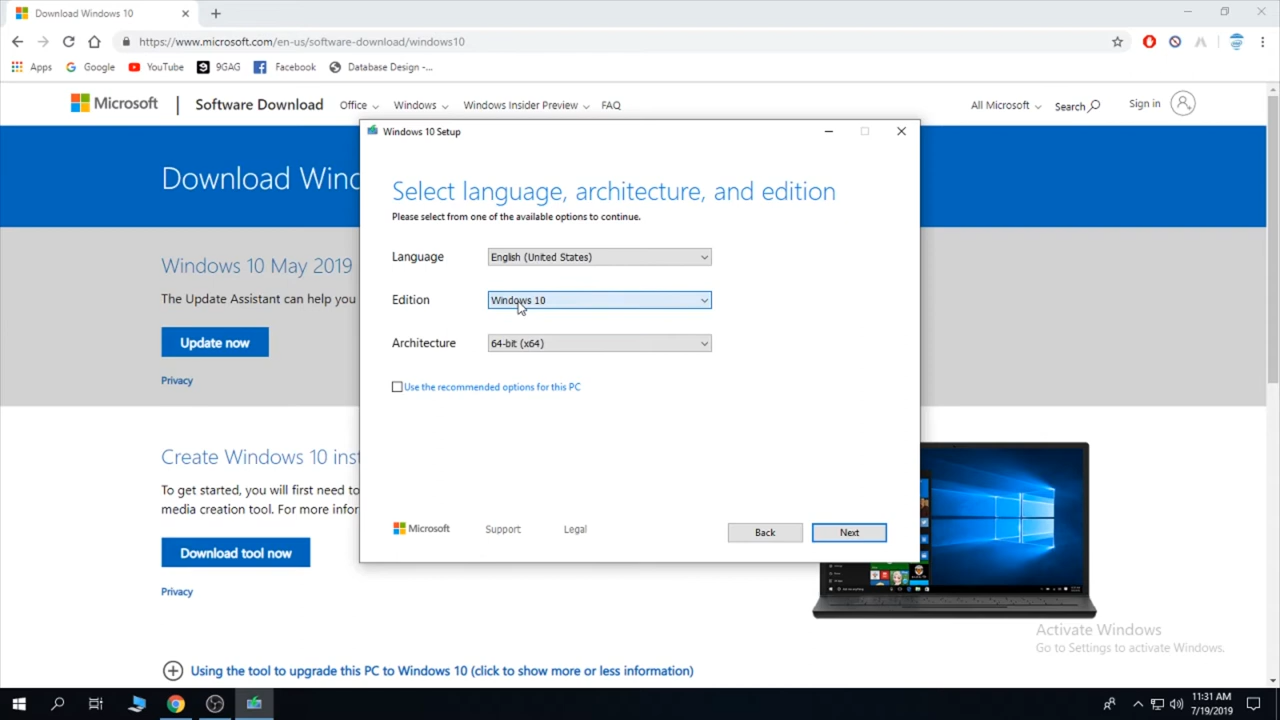 Download Windows 10
https://www.microsoft.com/en-us/software-download/windows10
Apps Google YouTube 9GAG Facebook Database Design -...
Microsoft Software Download Office Windows Windows Insider Preview FAQ All Microsoft Search Sign in
Windows 10 Setup
Download Wind
Select language, architecture, and edition
Please select from one of the available options to continue.
Language English (United States)
Windows 10 May 2019
The Update Assistant can help you
Edition Windows 10
Update now
Architecture 64-bit (x64)
Privacy
Use the recommended options for this PC
Create Windows 10 inst
To get started, you will first need to
media creation tool. For more infor
Microsoft Support Legal Back Next
Download tool now
Privacy
Activate Windows
Go to Settings to activate Windows.
Using the tool to upgrade this PC to Windows 10 (click to show more or less information)
11:31 AM
7/19/2019